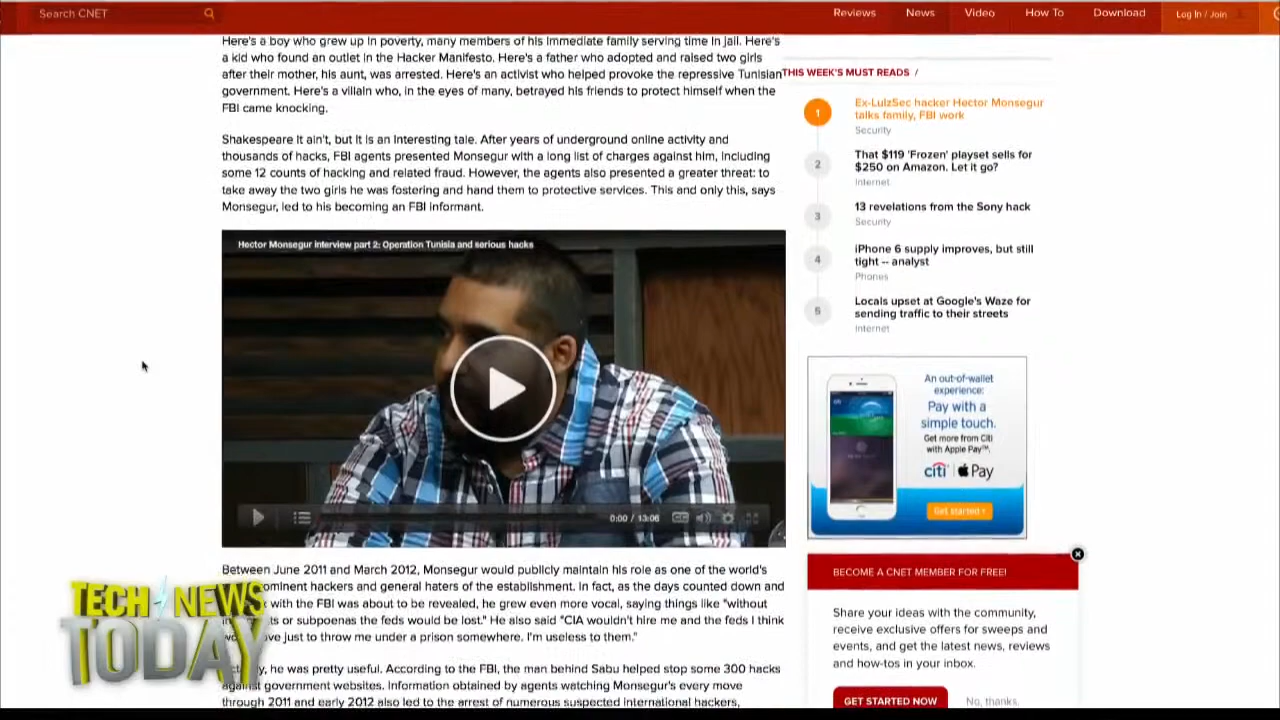 Search CNET
Reviews News Video How To Download Log In / Join
Here's a boy who grew up in poverty, many members of his immediate family serving time in jail. Here's
a kid who found an outlet in the Hacker Manifesto. Here's a father who adopted and raised two girls
after their mother, his aunt, was arrested. Here's an activist who helped provoke the repressive Tunisian
government. Here's a villain who, in the eyes of many, betrayed his friends to protect himself when the
FBI came knocking.
Shakespeare it ain't, but it is an interesting tale. After years of underground online activity and
thousands of hacks, FBI agents presented Monsegur with a long list of charges against him, including
some 12 counts of hacking and related fraud. However, the agents also presented a greater threat: to
take away the two girls he was fostering and hand them to protective services. This and only this, says
Monsegur, led to his becoming an FBI informant.
Hector Monsegur interview part 2: Operation Tunisia and serious hacks
0:00 / 13:06
Between June 2011 and March 2012, Monsegur would publicly maintain his role as one of the world's
hackers and general haters of the establishment. In fact, as the days counted down and
with the FBI was about to be revealed, he grew even more vocal, saying things like "without
or subpoenas the feds would be lost." He also said "CIA wouldn't hire me and the feds I think
just to throw me under a prison somewhere. I'm useless to them."
he was pretty useful. According to the FBI, the man behind Sabu helped stop some 300 hacks
against government websites. Information obtained by agents watching Monsegur's every move
through 2011 and early 2012 also led to the arrest of numerous suspected international hackers,
TECH NEWS
TODAY
THIS WEEK'S MUST READS /
1
Ex-LulzSec hacker Hector Monsegur
talks family, FBI work
Security
2
That $119 'Frozen' playset sells for
$250 on Amazon. Let it go?
Internet
3
13 revelations from the Sony hack
Security
4
iPhone 6 supply improves, but still
tight -- analyst
Phones
5
Locals upset at Google's Waze for
sending traffic to their streets
Internet
An out-of-wallet
experience:
Pay with a
simple touch.
Get more from Citi
with Apple Pay™.
citi Pay
Get started
BECOME A CNET MEMBER FOR FREE!
Share your ideas with the community,
receive exclusive offers for sweeps and
events, and get the latest news, reviews
and how-tos in your inbox.
GET STARTED NOW No, thanks.